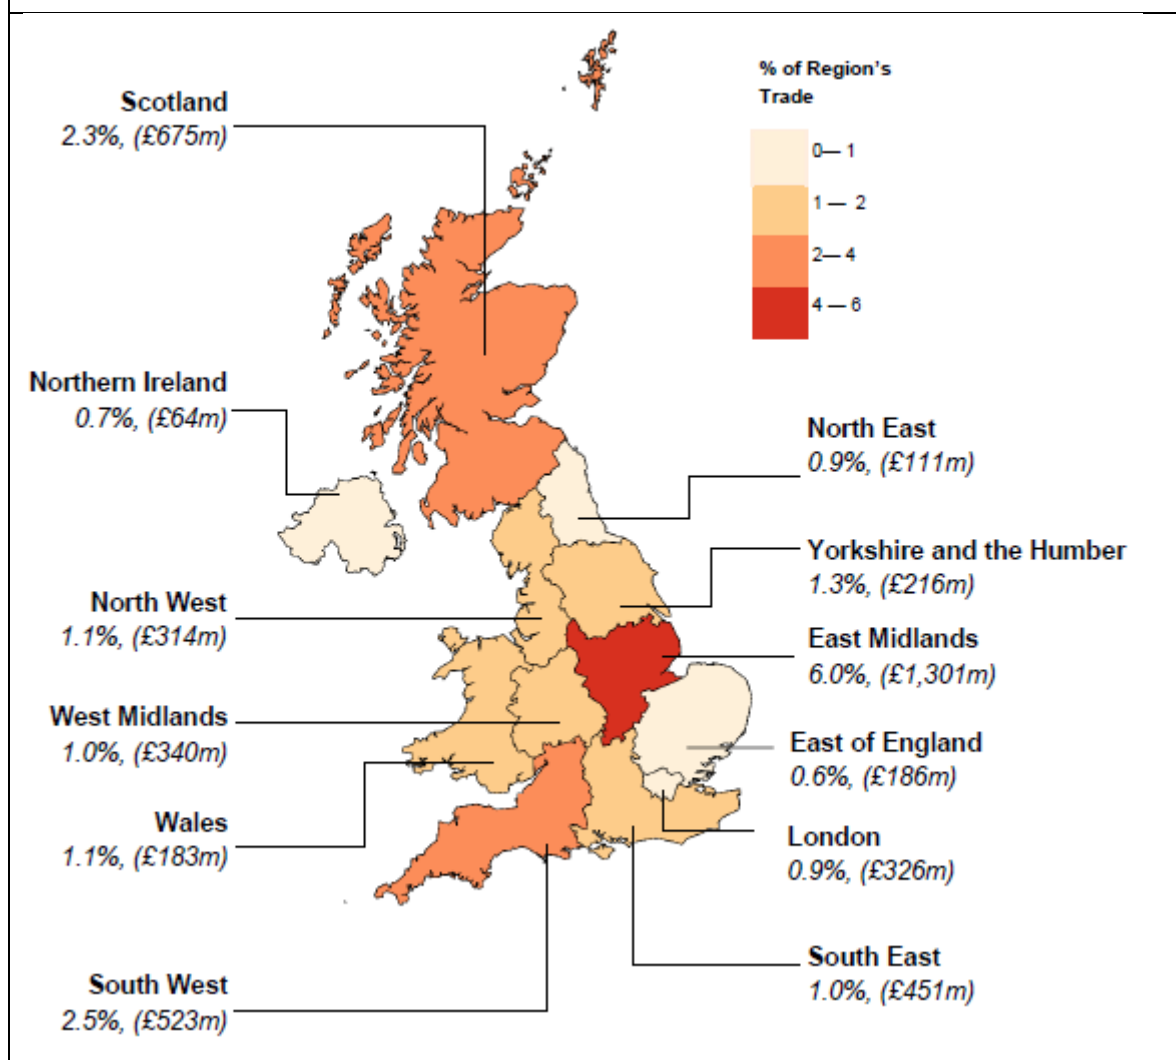 % of Region's
Trade
0— 1
1 — 2
2— 4
4 — 6
Scotland
2.3%, (£675m)
Northern Ireland
0.7%, (£64m)
North East
0.9%, (£111m)
Yorkshire and the Humber
1.3%, (£216m)
North West
1.1%, (£314m)
East Midlands
6.0%, (£1,301m)
West Midlands
1.0%, (£340m)
East of England
0.6%, (£186m)
Wales
1.1%, (£183m)
London
0.9%, (£326m)
South East
1.0%, (£451m)
South West
2.5%, (£523m)